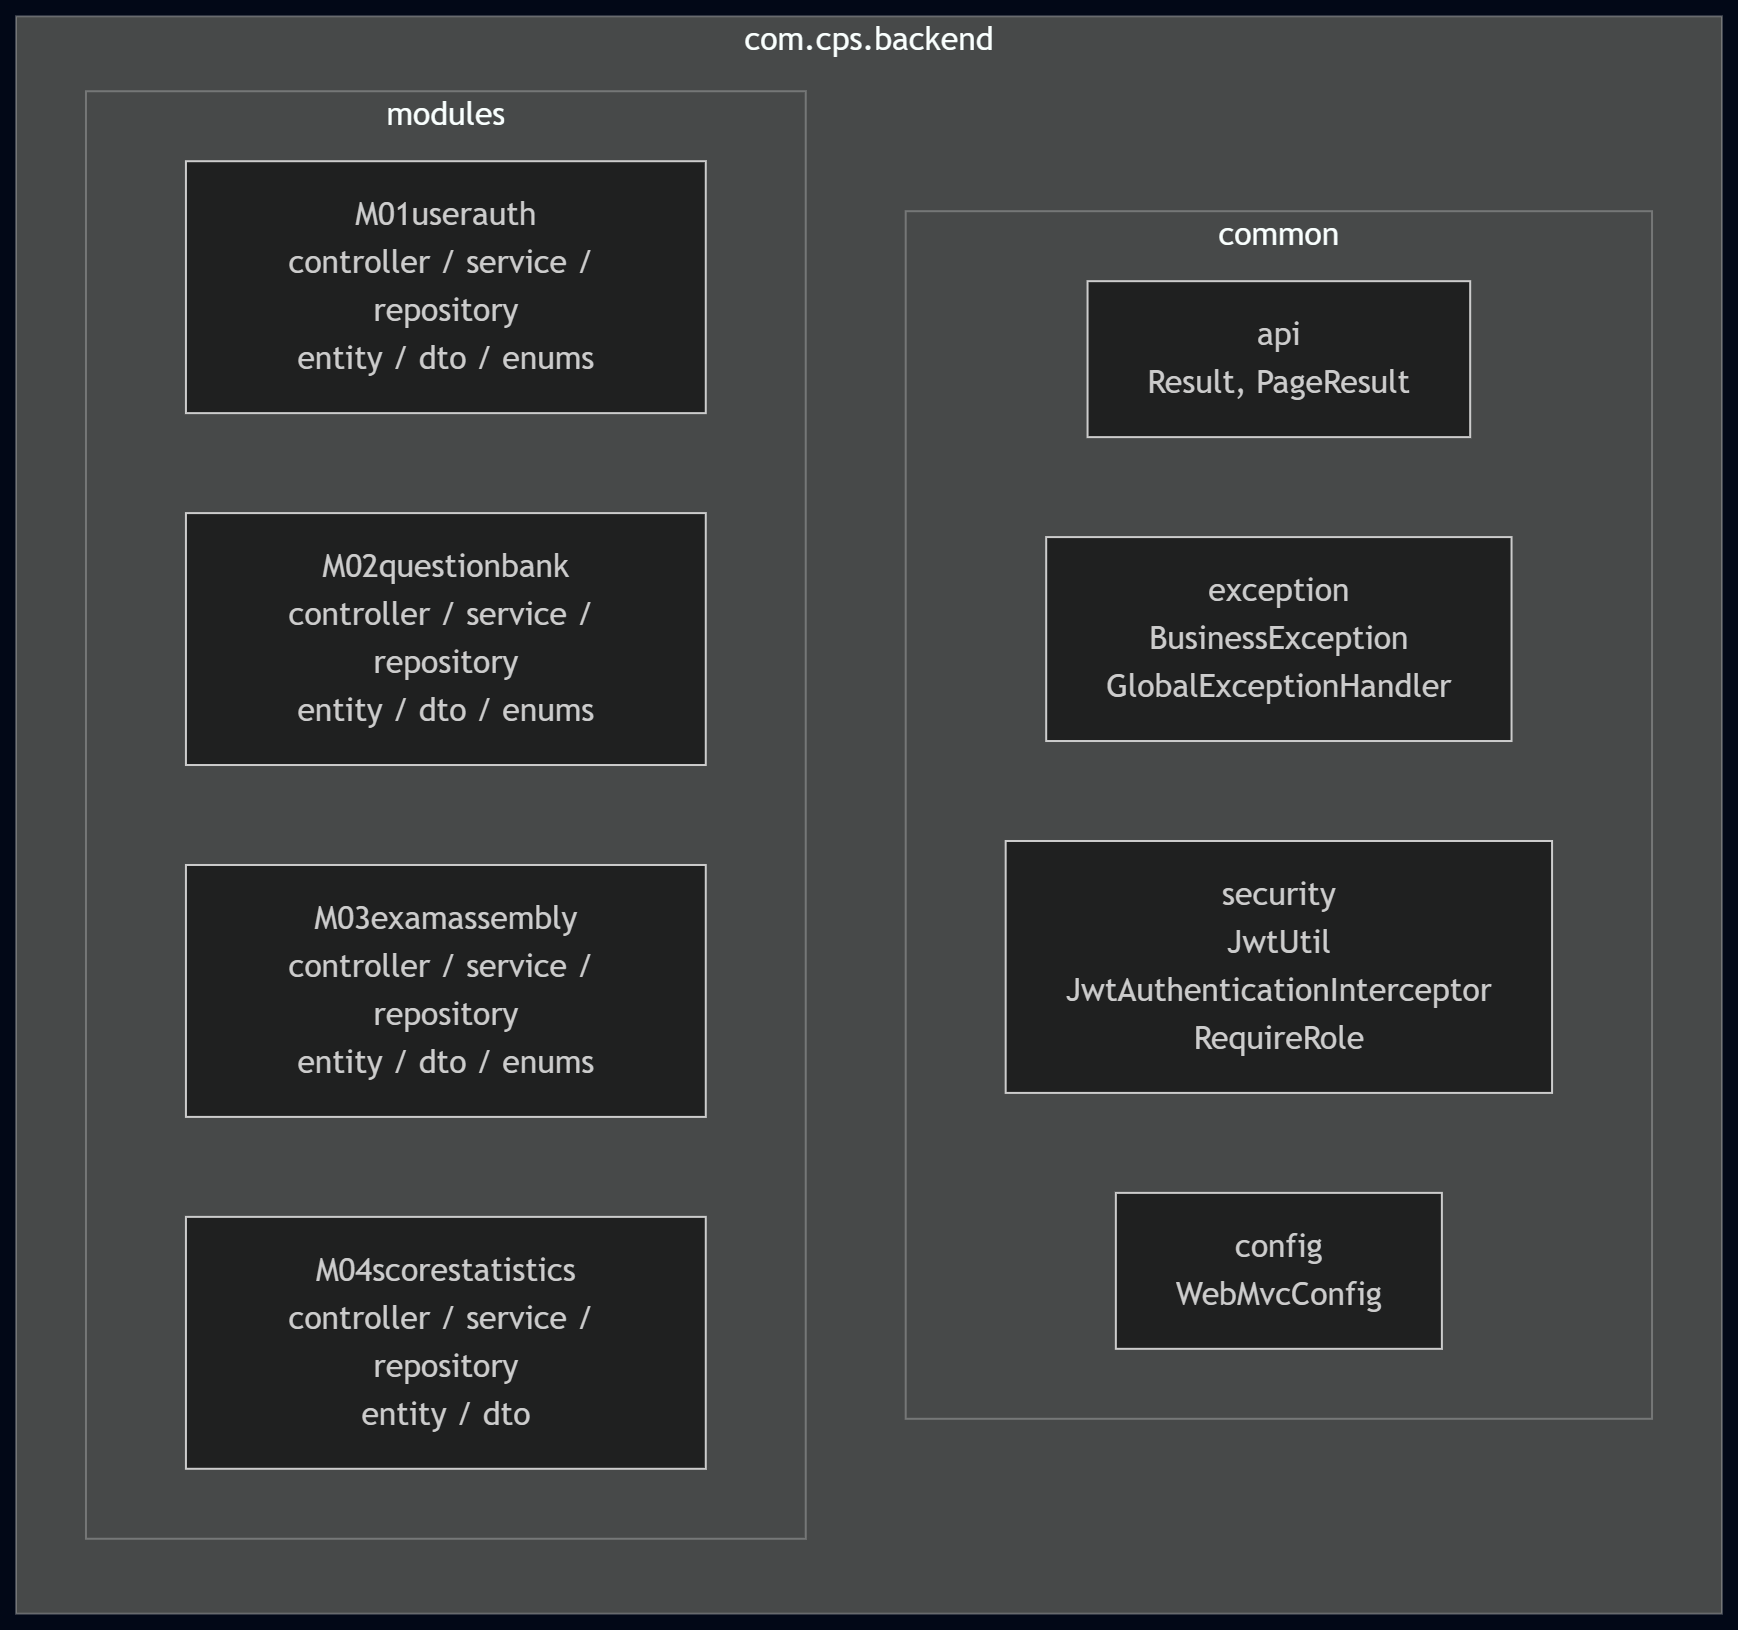 com.cps.backend
modules
M01userauth
controller / service /
repository
entity / dto / enums
M02questionbank
controller / service /
repository
entity / dto / enums
M03examassembly
controller / service /
repository
entity / dto / enums
M04scorestatistics
controller / service /
repository
entity / dto
common
api
Result, PageResult
exception
BusinessException
GlobalExceptionHandler
security
JwtUtil
JwtAuthenticationInterceptor
RequireRole
config
WebMvcConfig